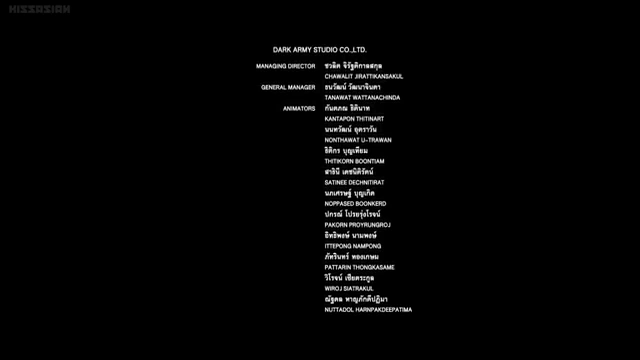 KISSASIAN
DARK ARMY STUDIO CO.,LTD.
MANAGING DIRECTOR ชวลิต จิรัฐติกาลสกุล
CHAWALIT JIRATTIKANSAKUL
GENERAL MANAGER ธนวัฒน์ วัฒนาจินดา
TANAWAT WATTANACHINDA
ANIMATORS กันตภณ ธิตินาท
KANTAPON THITINART
นนทวัฒน์ อุตราวัน
NONTHAWAT U-TRAWAN
ธิติกร บุญเทียม
THITIKORN BOONTIAM
สาธินี เดชนิติรัตน์
SATINEE DECHNITIRAT
นภเศรษฐ์ บุญเกิด
NOPPASED BOONKERD
ปกรณ์ โปรยรุ่งโรจน์
PAKORN PROYRUNGROJ
อิทธิพงษ์ นามพงษ์
ITTEPONG NAMPONG
ภัทรินทร์ ทองเกษม
PATTARIN THONGKASAME
วิโรจน์ เซียตระกูล
WIROJ SIATRAKUL
ณัฐดล หาญภักดีปฏิมา
NUTTADOL HARNPAKDEEPATIMA